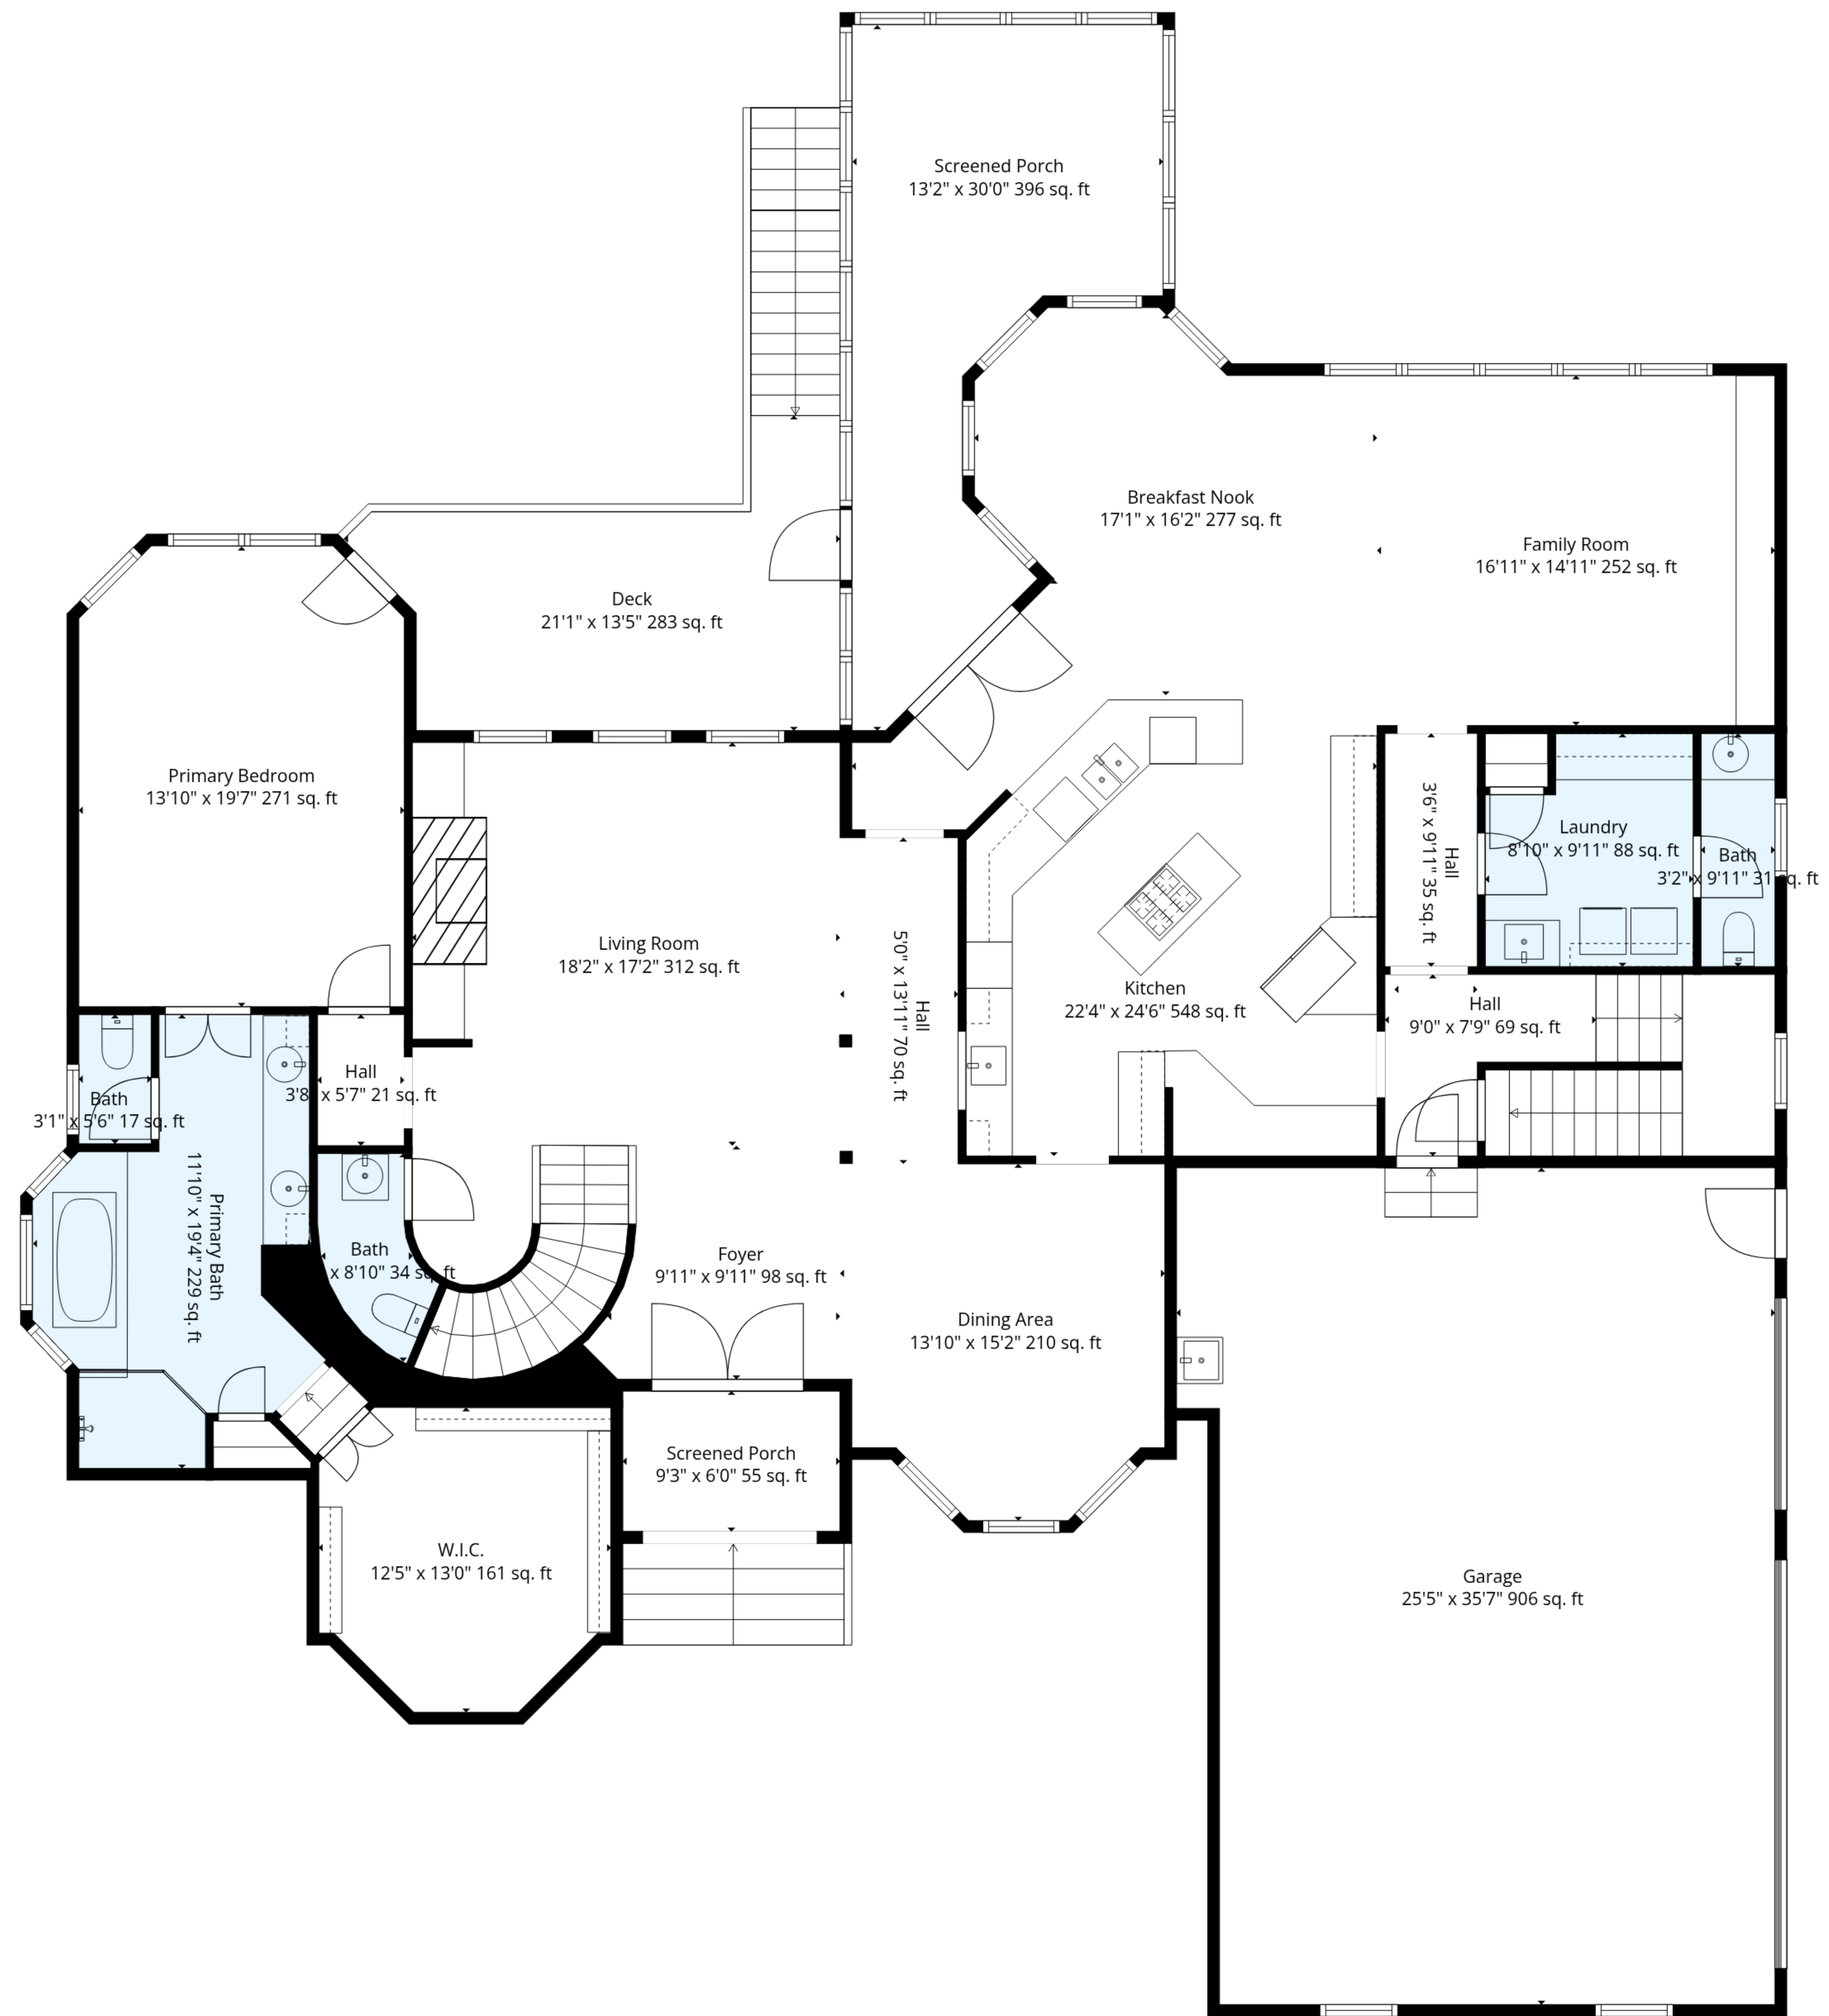 Screened Porch
13'2" x 30'0" 396 sq. ft
Breakfast Nook
17'1" x 16'2" 277 sq. ft
Family Room
16'11" x 14'11" 252 sq. ft
Deck
21'1" x 13'5" 283 sq. ft
Primary Bedroom
13'10" x 19'7" 271 sq. ft
Living Room
18'2" x 17'2" 312 sq. ft
Hall
5'0" x 13'11" 70 sq. ft
Kitchen
22'4" x 24'6" 548 sq. ft
Hall
3'6" x 9'11" 35 sq. ft
Laundry
8'10" x 9'11" 88 sq. ft
Bath
3'2" x 9'11" 31 sq. ft
Hall
9'0" x 7'9" 69 sq. ft
Bath
3'1" x 5'6" 17 sq. ft
Hall
3'8" x 5'7" 21 sq. ft
Primary Bath
11'10" x 19'4" 229 sq. ft
Bath
x 8'10" 34 sq. ft
Foyer
9'11" x 9'11" 98 sq. ft
Dining Area
13'10" x 15'2" 210 sq. ft
Screened Porch
9'3" x 6'0" 55 sq. ft
W.I.C.
12'5" x 13'0" 161 sq. ft
Garage
25'5" x 35'7" 906 sq. ft